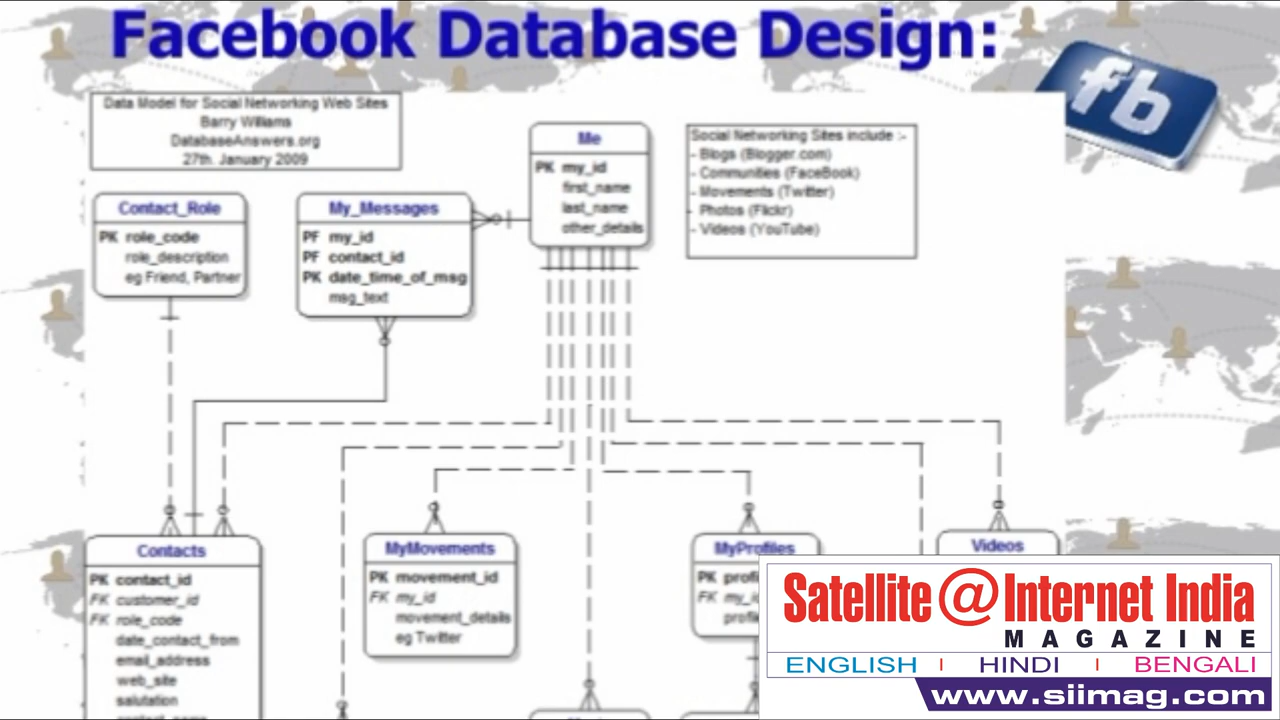 Facebook Database Design:
fb
Data Model for Social Networking Web Sites
Barry Williams
DatabaseAnswers.org
27th. January 2009
Me
PK my_id
first_name
last_name
other_details
Social Networking Sites include :-
- Blogs (Blogger.com)
- Communities (FaceBook)
- Movements (Twitter)
- Photos (Flickr)
- Videos (YouTube)
Contact_Role
PK role_code
role_description
eg Friend, Partner
My_Messages
PF my_id
PF contact_id
PK date_time_of_msg
msg_text
Contacts
PK contact_id
FK customer_id
FK role_code
date_contact_from
email_address
web_site
salutation
MyMovements
PK movement_id
FK my_id
movement_details
eg Twitter
MyProfiles
PK
FK
Videos
Satellite @ Internet India
MAGAZINE
ENGLISH | HINDI | BENGALI
www.siimag.com